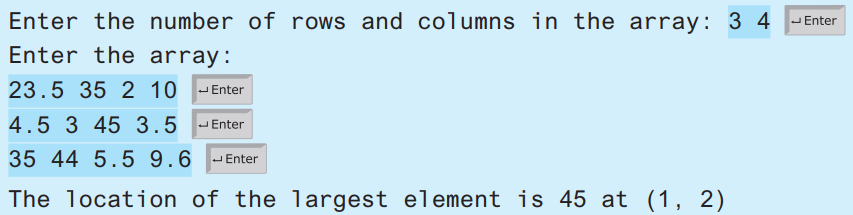 Enter the number of rows and columns in the array: 3 4 ↵Enter
Enter the array:
23.5 35 2 10 ↵Enter
4.5 3 45 3.5 ↵Enter
35 44 5.5 9.6 ↵Enter
The location of the largest element is 45 at (1, 2)